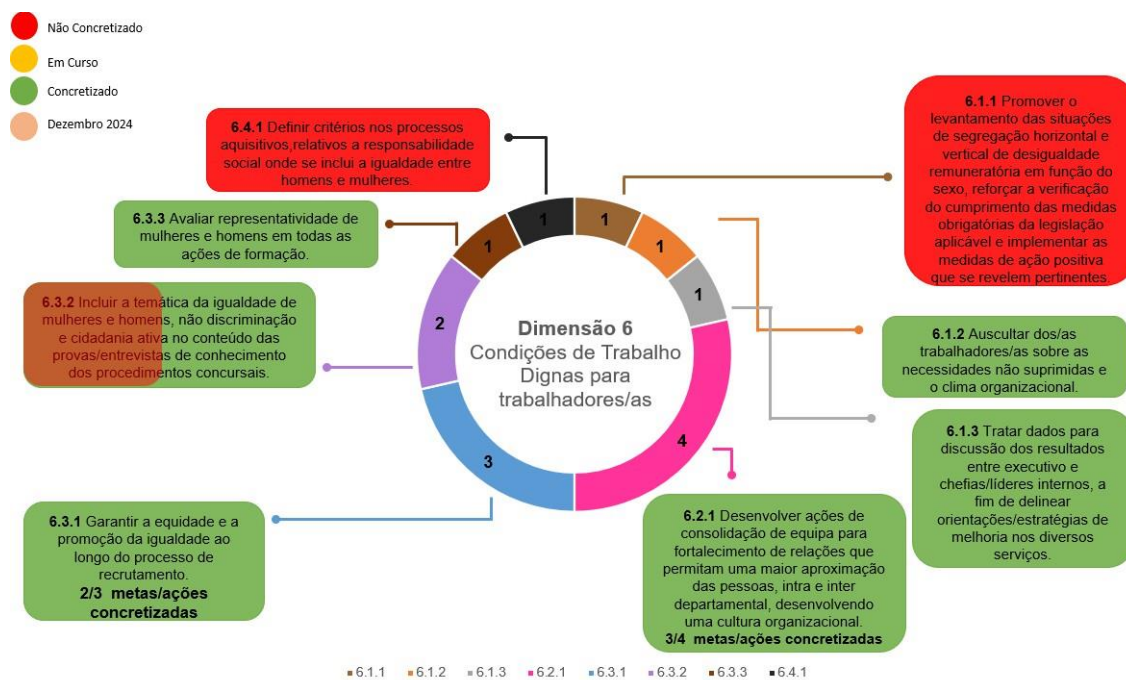 Não Concretizado
Em Curso
Concretizado
Dezembro 2024
6.4.1 Definir critérios nos processos
aquisitivos,relativos a responsabilidade
social onde se inclui a igualdade entre
homens e mulheres.
6.3.3 Avaliar representatividade de
mulheres e homens em todas as
ações de formação.
6.3.2 Incluir a temática da igualdade de
mulheres e homens, não discriminação
e cidadania ativa no conteúdo das
provas/entrevistas de conhecimento
dos procedimentos concursais.
6.3.1 Garantir a equidade e a
promoção da igualdade ao
longo do processo de
recrutamento.
2/3 metas/ações
concretizadas
1
1
1
1
1
2
3
4
Dimensão 6
Condições de Trabalho
Dignas para
trabalhadores/as
6.1.1 Promover o
levantamento das situações
de segregação horizontal e
vertical de desigualdade
remuneratória em função do
sexo, reforçar a verificação
do cumprimento das medidas
obrigatórias da legislação
aplicável e implementar as
medidas de ação positiva
que se revelem pertinentes.
6.1.2 Auscultar dos/as
trabalhadores/as sobre as
necessidades não suprimidas e
o clima organizacional.
6.1.3 Tratar dados para
discussão dos resultados
entre executivo e
chefias/líderes internos, a
fim de delinear
orientações/estratégias de
melhoria nos diversos
serviços.
6.2.1 Desenvolver ações de
consolidação de equipa para
fortalecimento de relações que
permitam uma maior aproximação
das pessoas, intra e inter
departamental, desenvolvendo
uma cultura organizacional.
3/4 metas/ações concretizadas
6.1.1 6.1.2 6.1.3 6.2.1 6.3.1 6.3.2 6.3.3 6.4.1